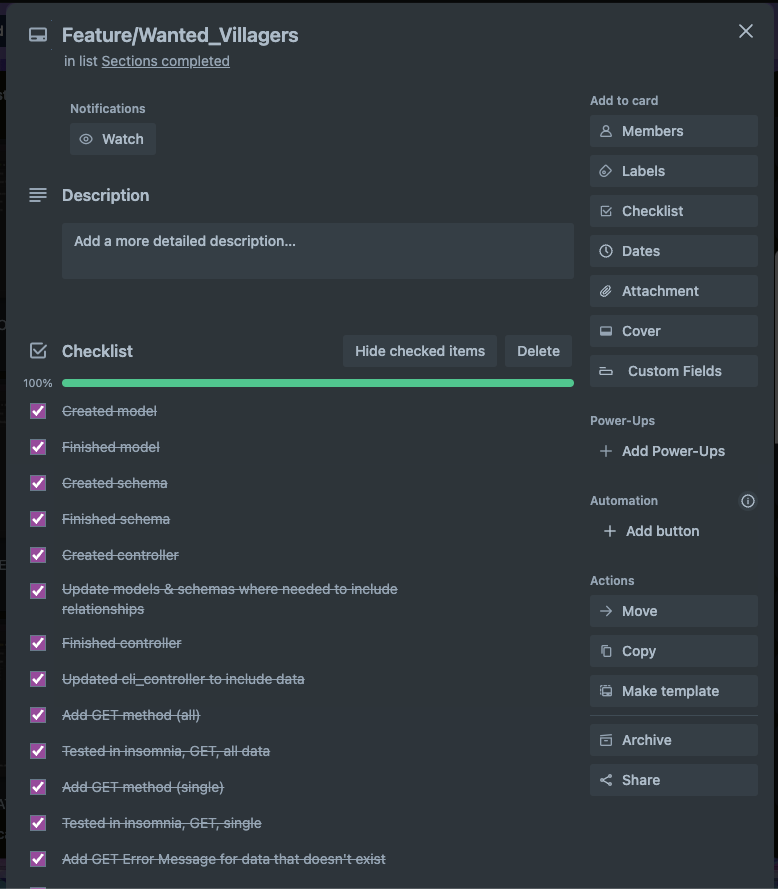 Feature/Wanted_Villagers
in list Sections completed
Notifications
Watch
Description
Add a more detailed description...
Checklist
Hide checked items
Delete
100%
Created model
Finished model
Created schema
Finished schema
Created controller
Update models & schemas where needed to include
relationships
Finished controller
Updated cli_controller to include data
Add GET method (all)
Tested in insomnia, GET, all data
Add GET method (single)
Tested in insomnia, GET, single
Add GET Error Message for data that doesn't exist
Add to card
Members
Labels
Checklist
Dates
Attachment
Cover
Custom Fields
Power-Ups
Add Power-Ups
Automation
Add button
Actions
Move
Copy
Make template
Archive
Share